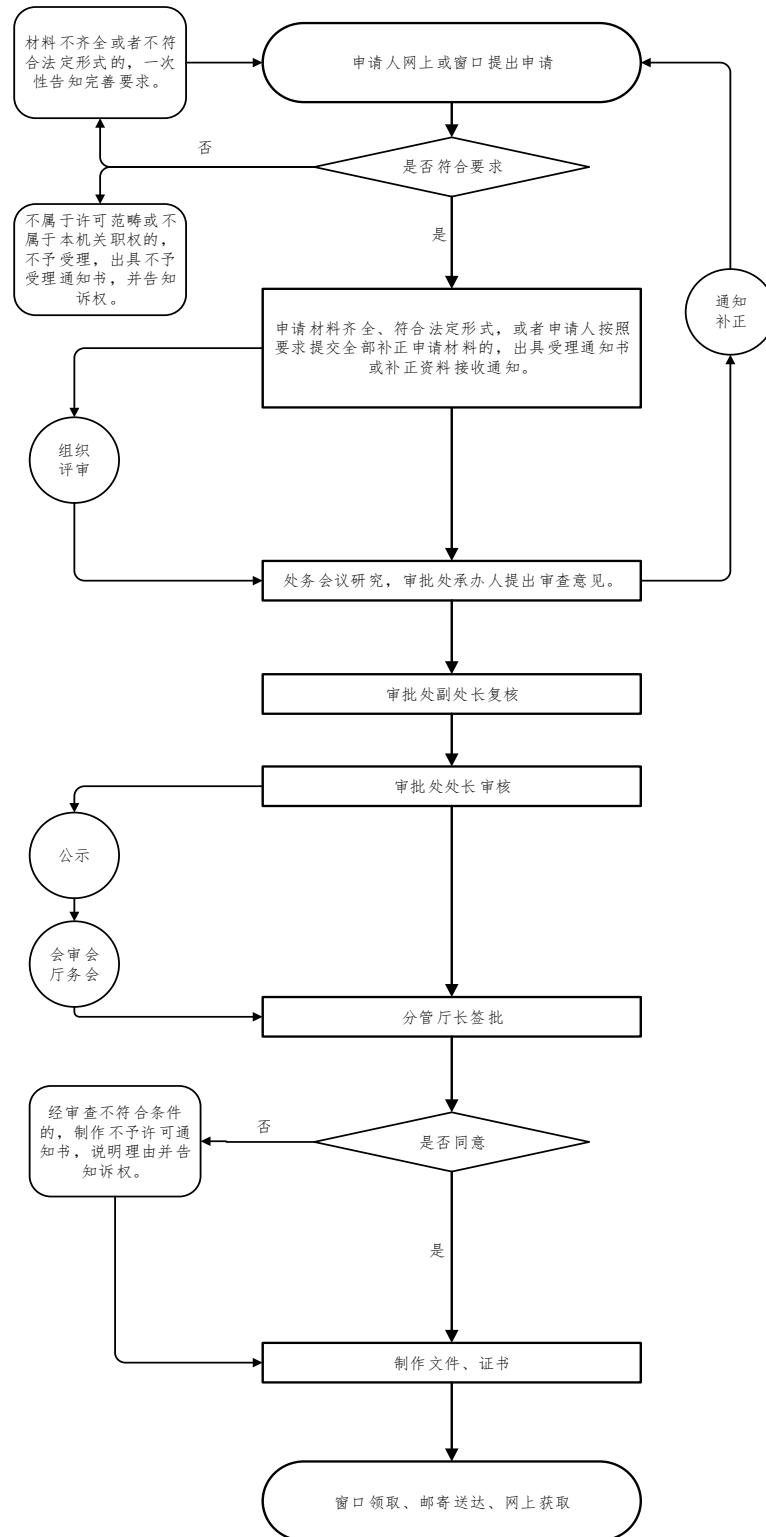 材料不齐全或者不符
合法定形式的，一次
性告知完善要求。
申请人网上或窗口提出申请
否
是否符合要求
不属于许可范畴或不
属于本机关职权的，
不予受理，出具不予
受理通知书，并告知
诉权。
是
通知
补正
申请材料齐全、符合法定形式，或者申请人按照
要求提交全部补正申请材料的，出具受理通知书
或补正资料接收通知。
组织
评审
处务会议研究，审批处承办人提出审查意见。
审批处副处长复核
审批处处长审核
公示
会审会
厅务会
分管厅长签批
经审查不符合条件
的，制作不予许可通
知书，说明理由并告
知诉权。
否
是否同意
是
制作文件、证书
窗口领取、邮寄送达、网上获取